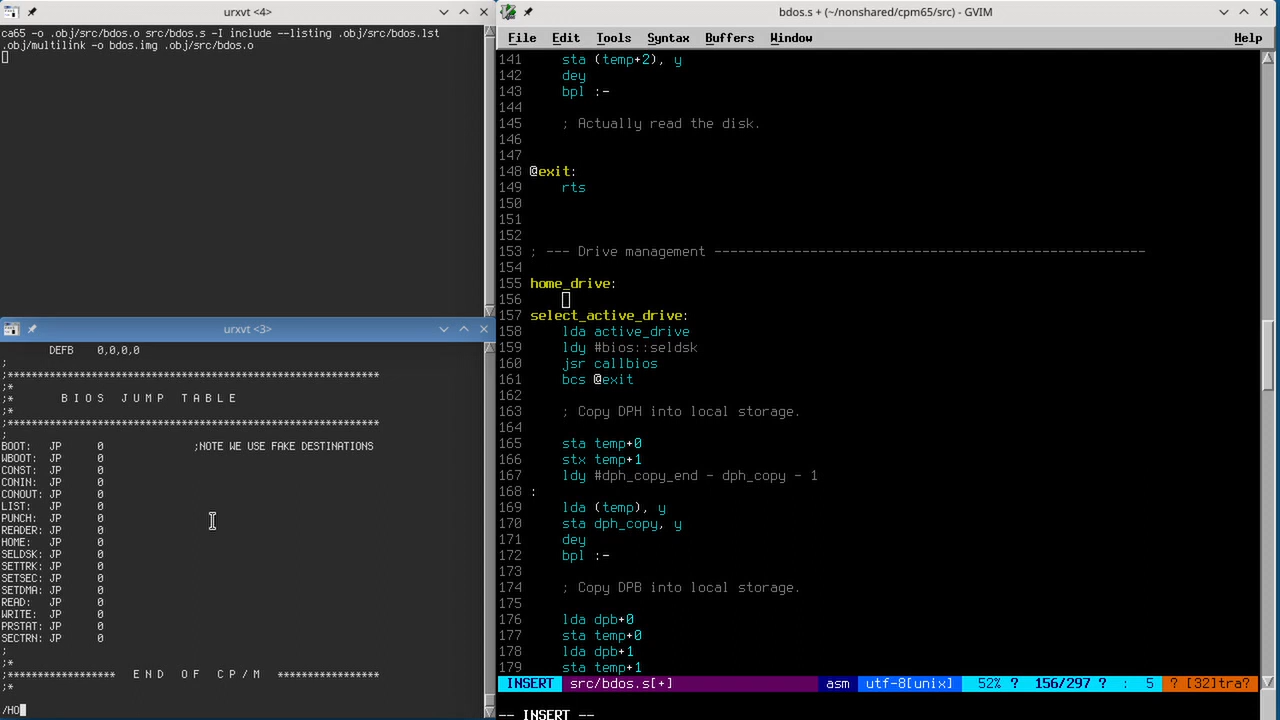 urxvt <4>
ca65 -o .obj/src/bdos.o src/bdos.s -I include --listing .obj/src/bdos.lst
.obj/multilink -o bdos.img .obj/src/bdos.o
urxvt <3>
DEFB 0,0,0,0
;
;**************************************************************
;*
;* B I O S J U M P T A B L E
;*
;**************************************************************
;
BOOT: JP 0 ;NOTE WE USE FAKE DESTINATIONS
WBOOT: JP 0
CONST: JP 0
CONIN: JP 0
CONOUT: JP 0
LIST: JP 0
PUNCH: JP 0
READER: JP 0
HOME: JP 0
SELDSK: JP 0
SETTRK: JP 0
SETSEC: JP 0
SETDMA: JP 0
READ: JP 0
WRITE: JP 0
PRSTAT: JP 0
SECTRN: JP 0
;
;*
;****************** E N D O F C P / M *****************
;*
/HO
bdos.s + (~/nonshared/cpm65/src) - GVIM
File Edit Tools Syntax Buffers Window Help
141 sta (temp+2), y
142 dey
143 bpl :-
144
145 ; Actually read the disk.
146
147
148 @exit:
149 rts
150
151
152
153 ; --- Drive management ------------------------------------------------------
154
155 home_drive:
156
157 select_active_drive:
158 lda active_drive
159 ldy #bios::seldsk
160 jsr callbios
161 bcs @exit
162
163 ; Copy DPH into local storage.
164
165 sta temp+0
166 stx temp+1
167 ldy #dph_copy_end - dph_copy - 1
168 :
169 lda (temp), y
170 sta dph_copy, y
171 dey
172 bpl :-
173
174 ; Copy DPB into local storage.
175
176 lda dpb+0
177 sta temp+0
178 lda dpb+1
179 sta temp+1
INSERT src/bdos.s[+] asm utf-8[unix] 52% ? 156/297 ? : 5 ? [32]tra?
-- INSERT --